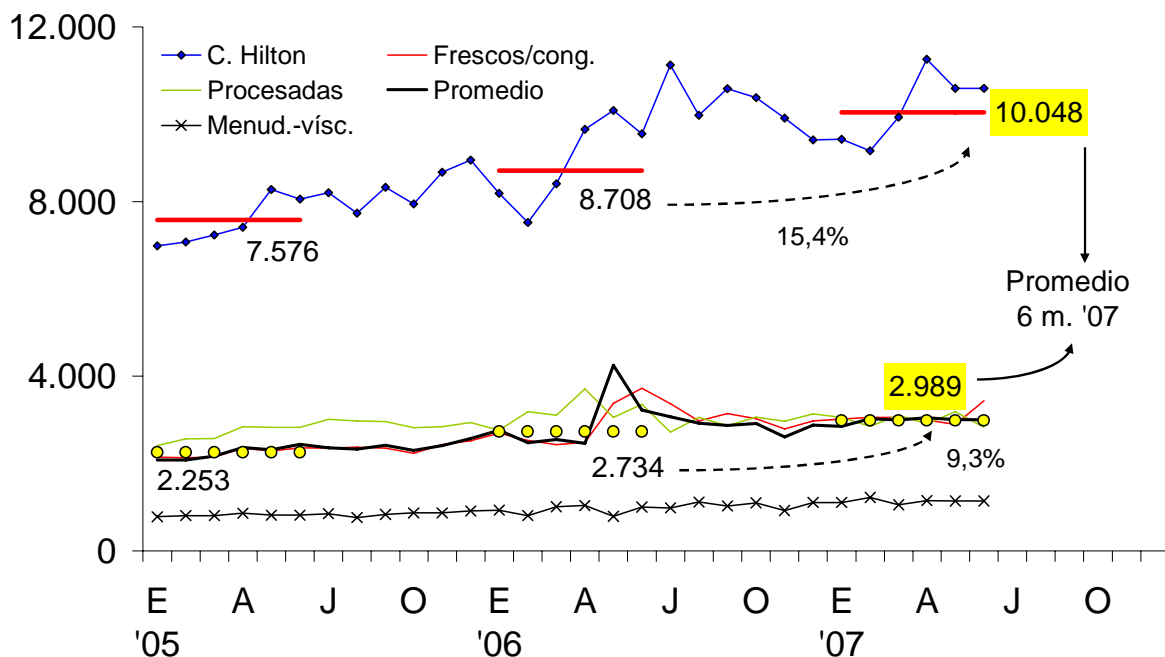 12.000
C. Hilton
Frescos/cong.
Procesadas
Promedio
Menud.-vísc.
10.048
8.000
8.708
7.576
15,4%
Promedio
6 m. '07
4.000
2.989
2.253
2.734
9,3%
0
E A J O E A J O E A J O
'05 '06 '07